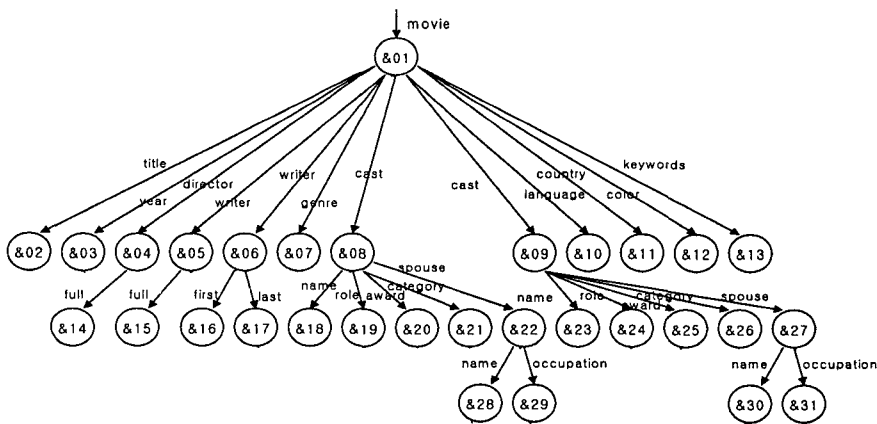 movie
&01
title
director
year
writer
writer
genre
cast
cast
language
country
color
keywords
&02 &03 &04 &05 &06 &07 &08 &09 &10 &11 &12 &13
full
full
first
last
name
role
award
category
spouse
name
role
award
category
spouse
&14 &15 &16 &17 &18 &19 &20 &21 &22 &23 &24 &25 &26 &27
name
occupation
name
occupation
&28 &29 &30 &31